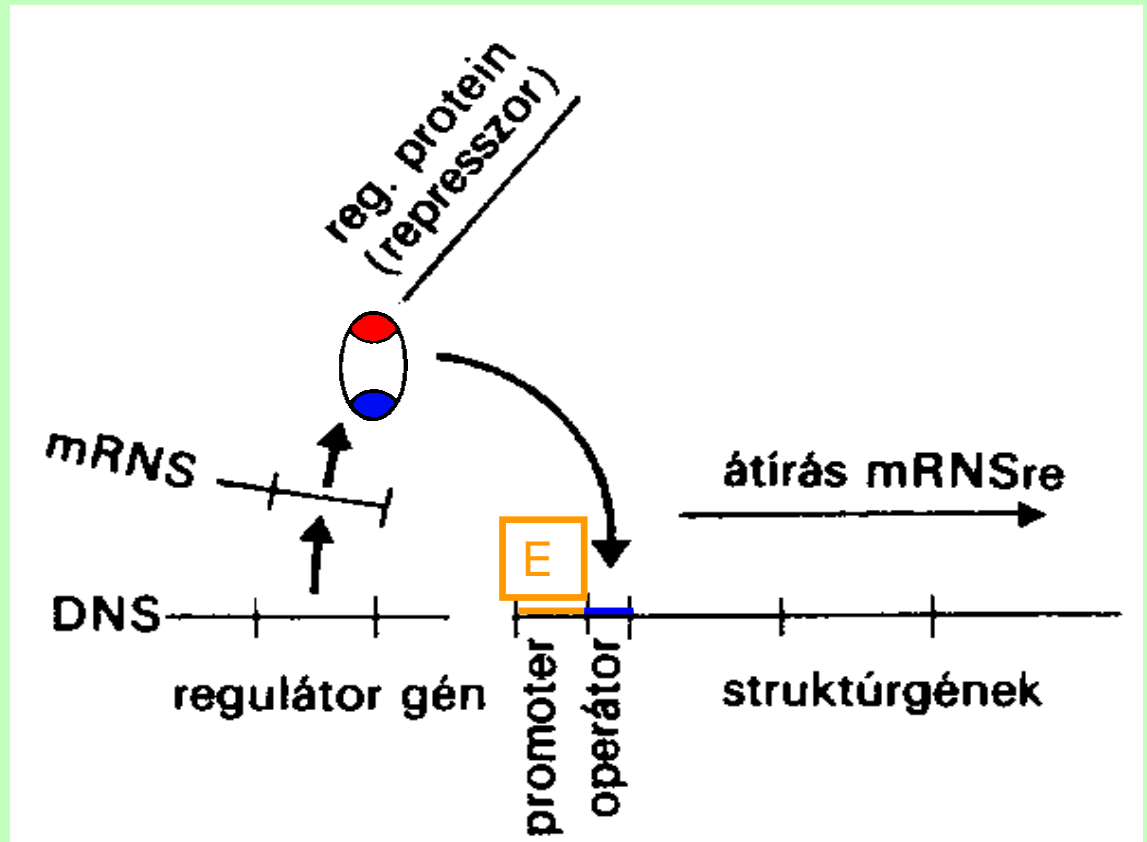 reg. protein
(represszor)
mRNS
átírás mRNSre
E
DNS
regulátor gén
promoter
operátor
struktúrgének